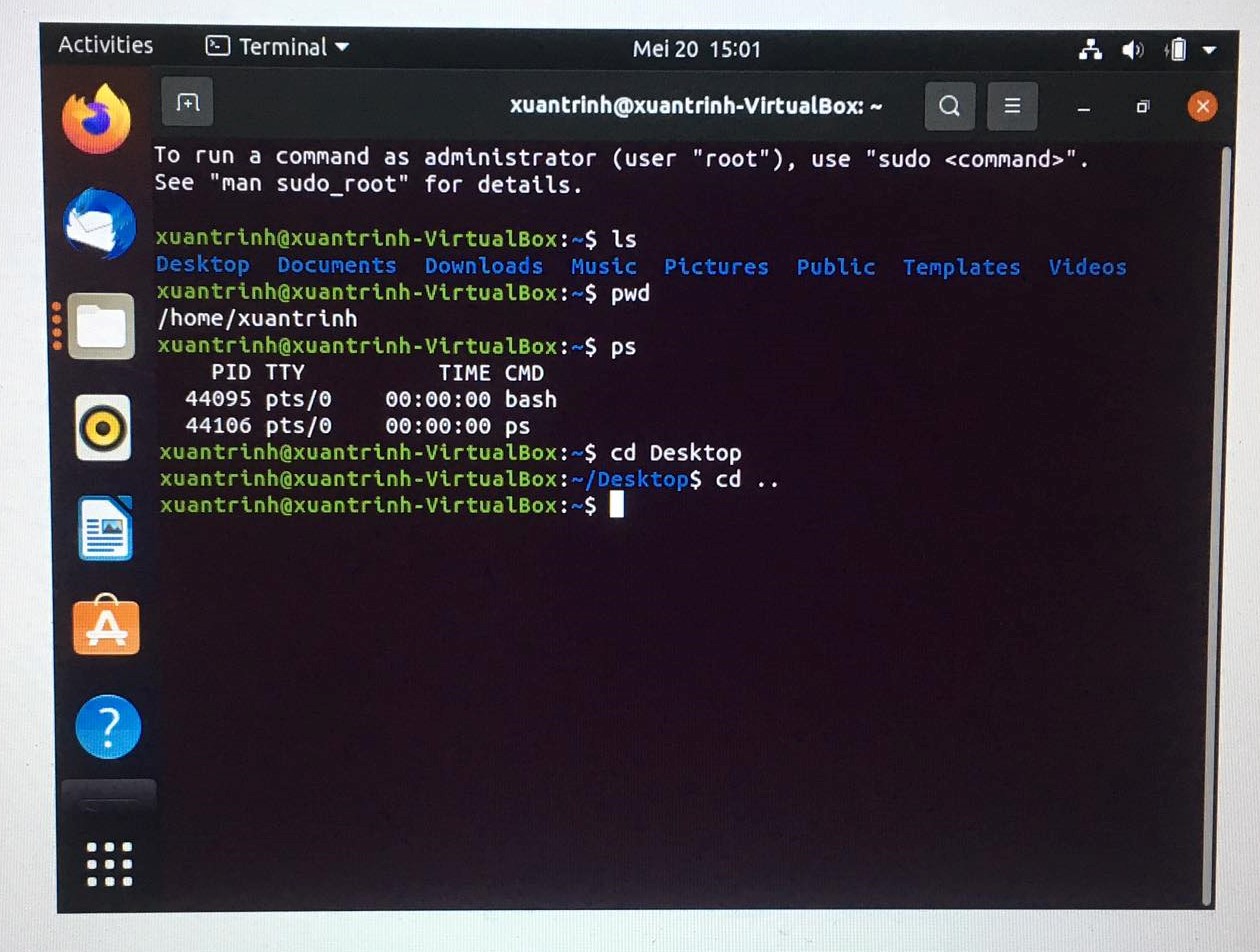 Activities Terminal Mei 20 15:01
xuantrinh@xuantrinh-VirtualBox: ~
To run a command as administrator (user "root"), use "sudo <command>".
See "man sudo_root" for details.
xuantrinh@xuantrinh-VirtualBox:~$ ls
Desktop Documents Downloads Music Pictures Public Templates Videos
xuantrinh@xuantrinh-VirtualBox:~$ pwd
/home/xuantrinh
xuantrinh@xuantrinh-VirtualBox:~$ ps
PID TTY TIME CMD
44095 pts/0 00:00:00 bash
44106 pts/0 00:00:00 ps
xuantrinh@xuantrinh-VirtualBox:~$ cd Desktop
xuantrinh@xuantrinh-VirtualBox:~/Desktop$ cd ..
xuantrinh@xuantrinh-VirtualBox:~$